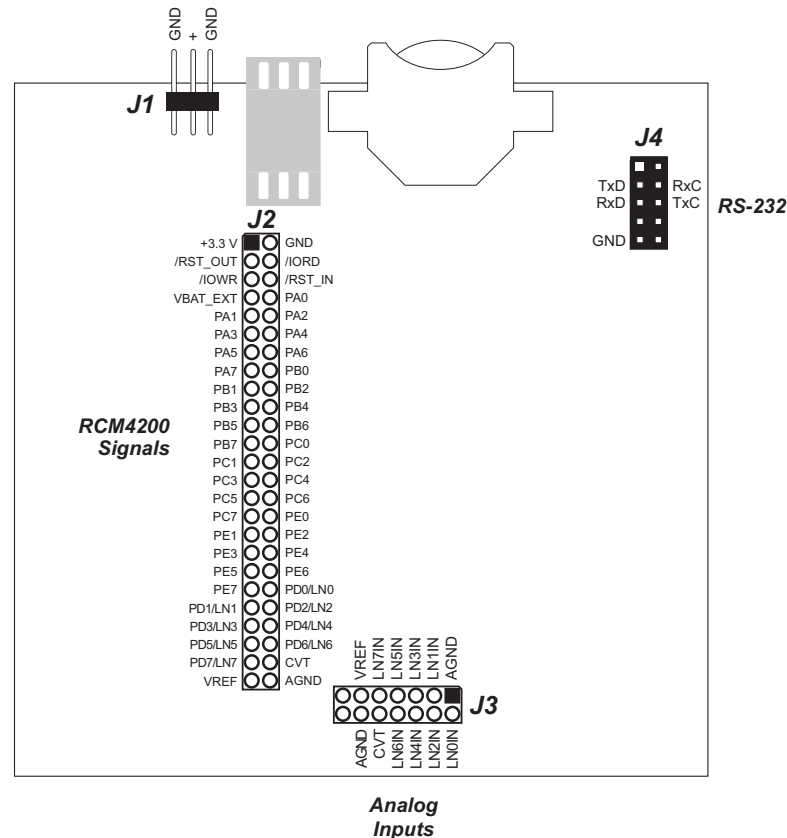 GND
+
GND
J1
J4
TxD RxC
RxD TxC
GND
RS-232
J2
+3.3 V GND
/RST_OUT /IORD
/IOWR /RST_IN
VBAT_EXT PA0
PA1 PA2
PA3 PA4
PA5 PA6
PA7 PB0
PB1 PB2
PB3 PB4
PB5 PB6
PB7 PC0
PC1 PC2
PC3 PC4
PC5 PC6
PC7 PE0
PE1 PE2
PE3 PE4
PE5 PE6
PE7 PD0/LN0
PD1/LN1 PD2/LN2
PD3/LN3 PD4/LN4
PD5/LN5 PD6/LN6
PD7/LN7 CVT
VREF AGND
RCM4200
Signals
VREF
LN7IN
LN5IN
LN3IN
LN1IN
AGND
J3
AGND
CVT
LN6IN
LN4IN
LN2IN
LN0IN
Analog
Inputs